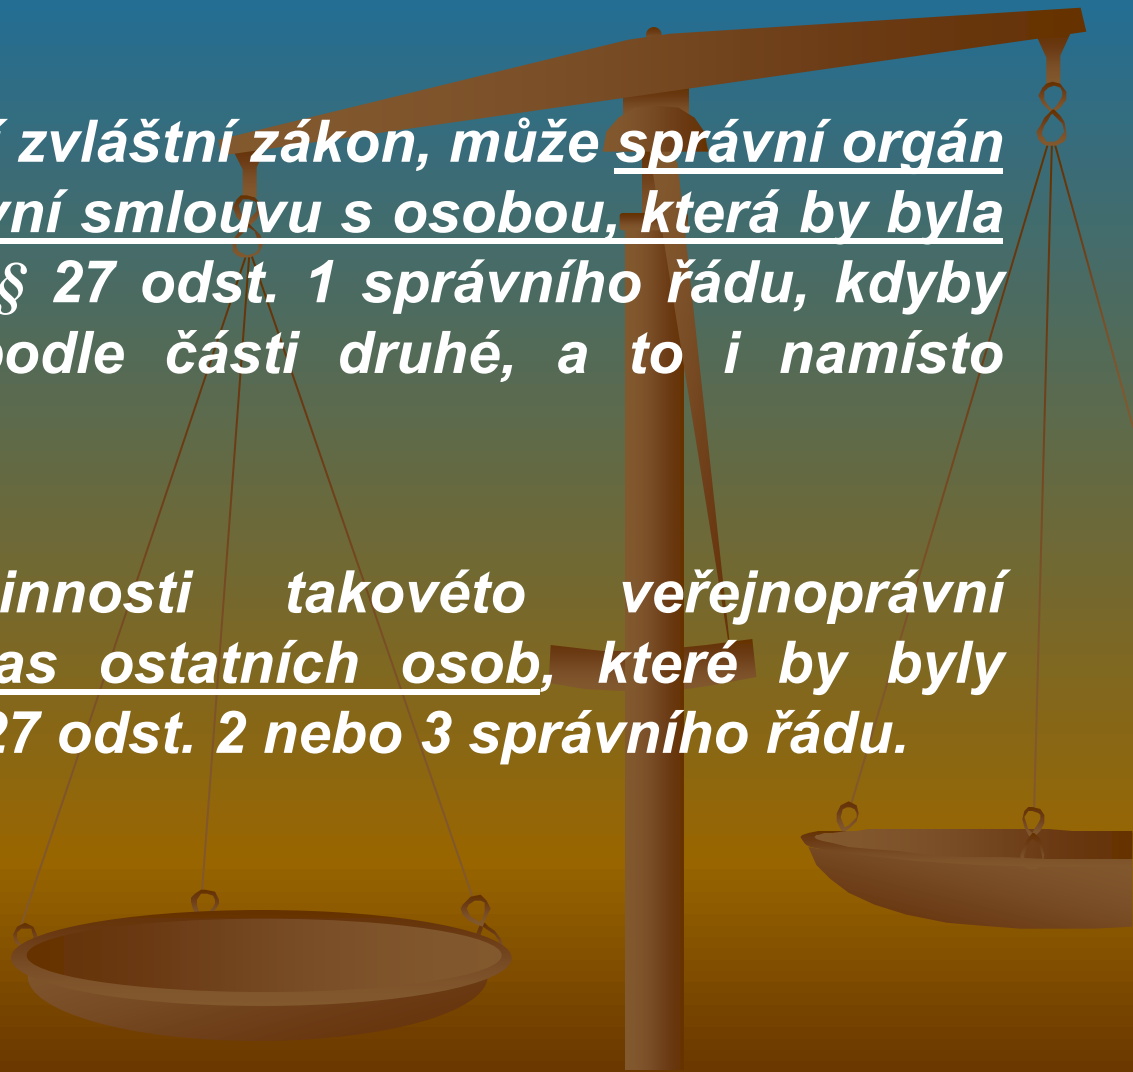 zvláštní zákon, může správní orgán
smlouvu s osobou, která by byla
§ 27 odst. 1 správního řádu, kdyby
podle části druhé, a to i namísto
takovéto veřejnoprávní
ostatních osob, které by byly
27 odst. 2 nebo 3 správního řádu.